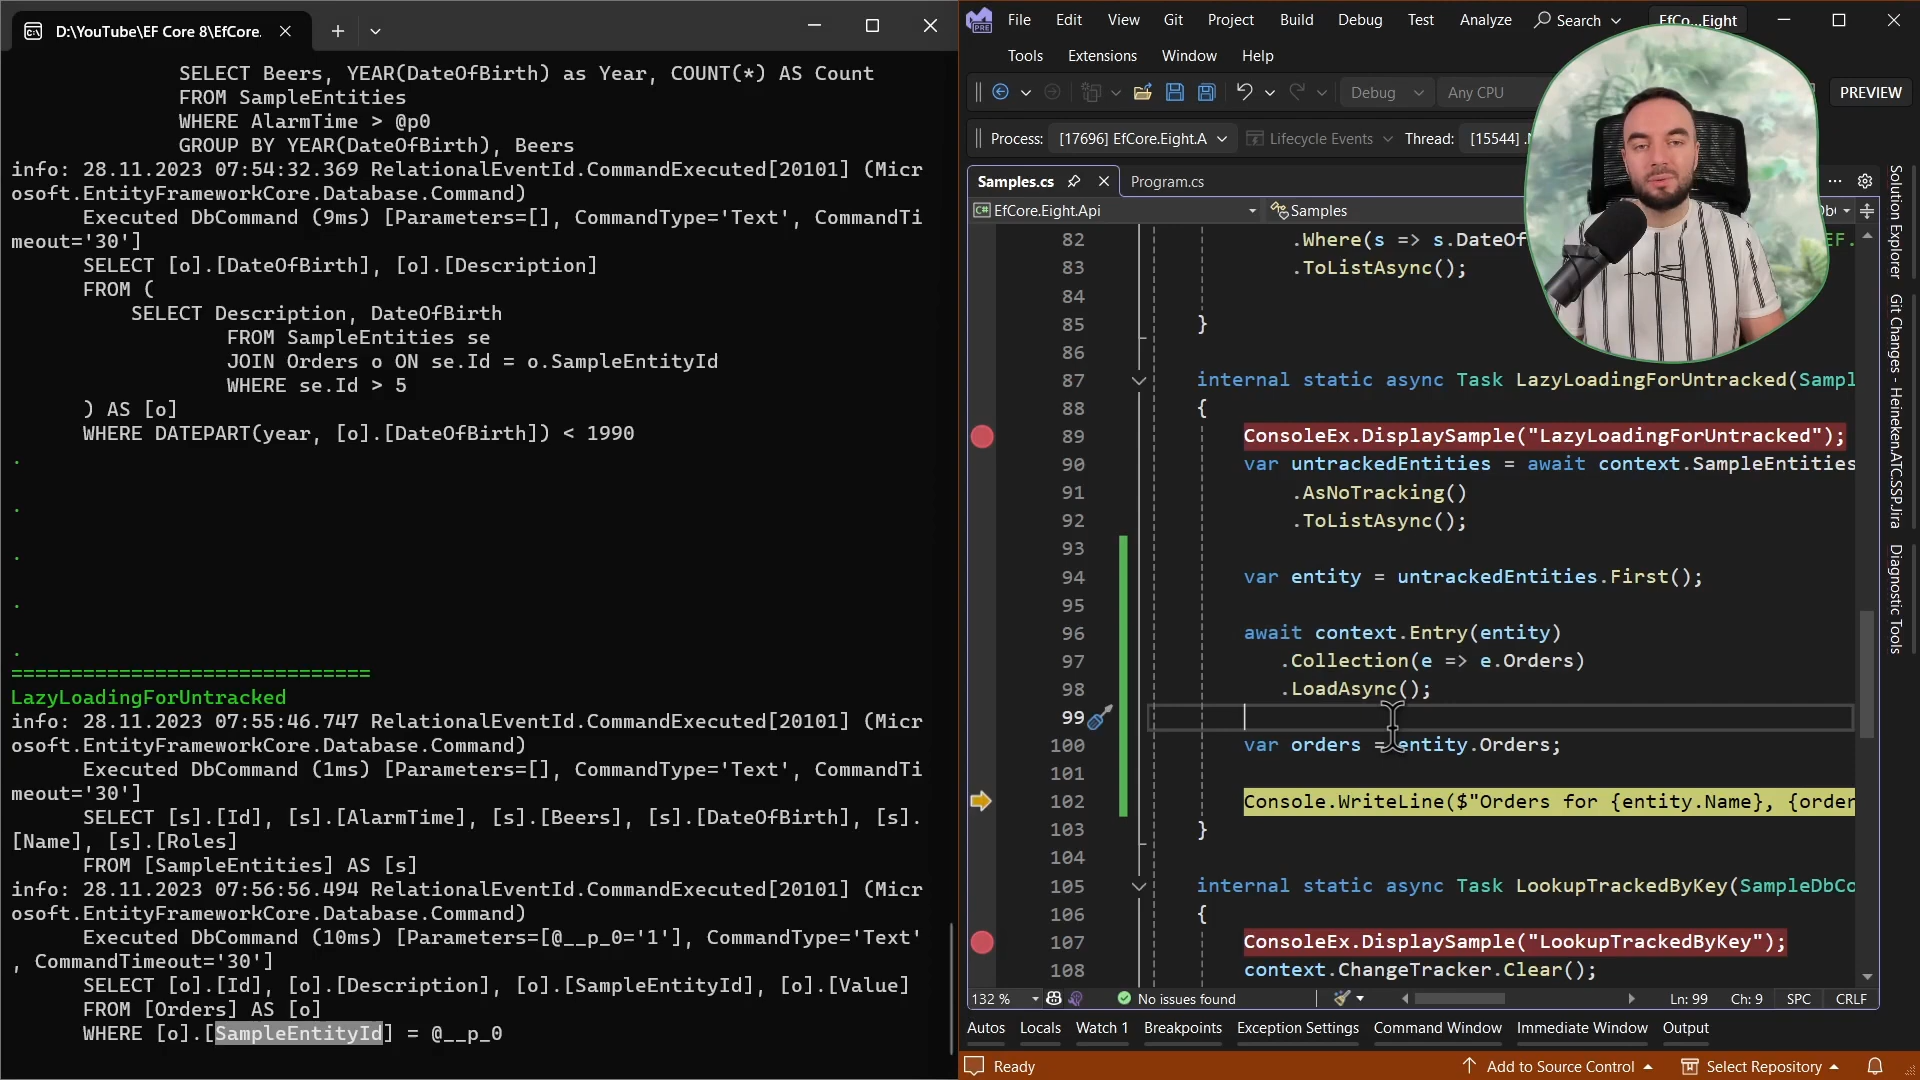 D:\YouTube\EF Core 8\EfCore.
SELECT Beers, YEAR(DateOfBirth) as Year, COUNT(*) AS Count
FROM SampleEntities
WHERE AlarmTime > @p0
GROUP BY YEAR(DateOfBirth), Beers
info: 28.11.2023 07:54:32.369 RelationalEventId.CommandExecuted[20101] (Micr
osoft.EntityFrameworkCore.Database.Command)
Executed DbCommand (9ms) [Parameters=[], CommandType='Text', CommandTi
meout='30']
SELECT [o].[DateOfBirth], [o].[Description]
FROM (
SELECT Description, DateOfBirth
FROM SampleEntities se
JOIN Orders o ON se.Id = o.SampleEntityId
WHERE se.Id > 5
) AS [o]
WHERE DATEPART(year, [o].[DateOfBirth]) < 1990
.
.
.
.
.
==============================
LazyLoadingForUntracked
info: 28.11.2023 07:55:46.747 RelationalEventId.CommandExecuted[20101] (Micr
osoft.EntityFrameworkCore.Database.Command)
Executed DbCommand (1ms) [Parameters=[], CommandType='Text', CommandTi
meout='30']
SELECT [s].[Id], [s].[AlarmTime], [s].[Beers], [s].[DateOfBirth], [s].
[Name], [s].[Roles]
FROM [SampleEntities] AS [s]
info: 28.11.2023 07:56:56.494 RelationalEventId.CommandExecuted[20101] (Micr
osoft.EntityFrameworkCore.Database.Command)
Executed DbCommand (10ms) [Parameters=[@__p_0='1'], CommandType='Text'
, CommandTimeout='30']
SELECT [o].[Id], [o].[Description], [o].[SampleEntityId], [o].[Value]
FROM [Orders] AS [o]
WHERE [o].[SampleEntityId] = @__p_0
File Edit View Git Project Build Debug Test Analyze Search EfCo...Eight
Tools Extensions Window Help
Debug Any CPU PREVIEW
Process: [17696] EfCore.Eight.A Lifecycle Events Thread: [15544]
Samples.cs Program.cs
EfCore.Eight.Api Samples
82 .Where(s => s.DateOf EF.
83 .ToListAsync();
84
85 }
86
87 internal static async Task LazyLoadingForUntracked(Sampl
88 {
89 ConsoleEx.DisplaySample("LazyLoadingForUntracked");
90 var untrackedEntities = await context.SampleEntities
91 .AsNoTracking()
92 .ToListAsync();
93
94 var entity = untrackedEntities.First();
95
96 await context.Entry(entity)
97 .Collection(e => e.Orders)
98 .LoadAsync();
99
100 var orders = entity.Orders;
101
102 Console.WriteLine($"Orders for {entity.Name}, {order
103 }
104
105 internal static async Task LookupTrackedByKey(SampleDbCo
106 {
107 ConsoleEx.DisplaySample("LookupTrackedByKey");
108 context.ChangeTracker.Clear();
132 % No issues found Ln: 99 Ch: 9 SPC CRLF
Autos Locals Watch 1 Breakpoints Exception Settings Command Window Immediate Window Output
Ready Add to Source Control Select Repository
Solution Explorer
Git Changes - Heineken.ATC.SSP.Jira
Diagnostic Tools